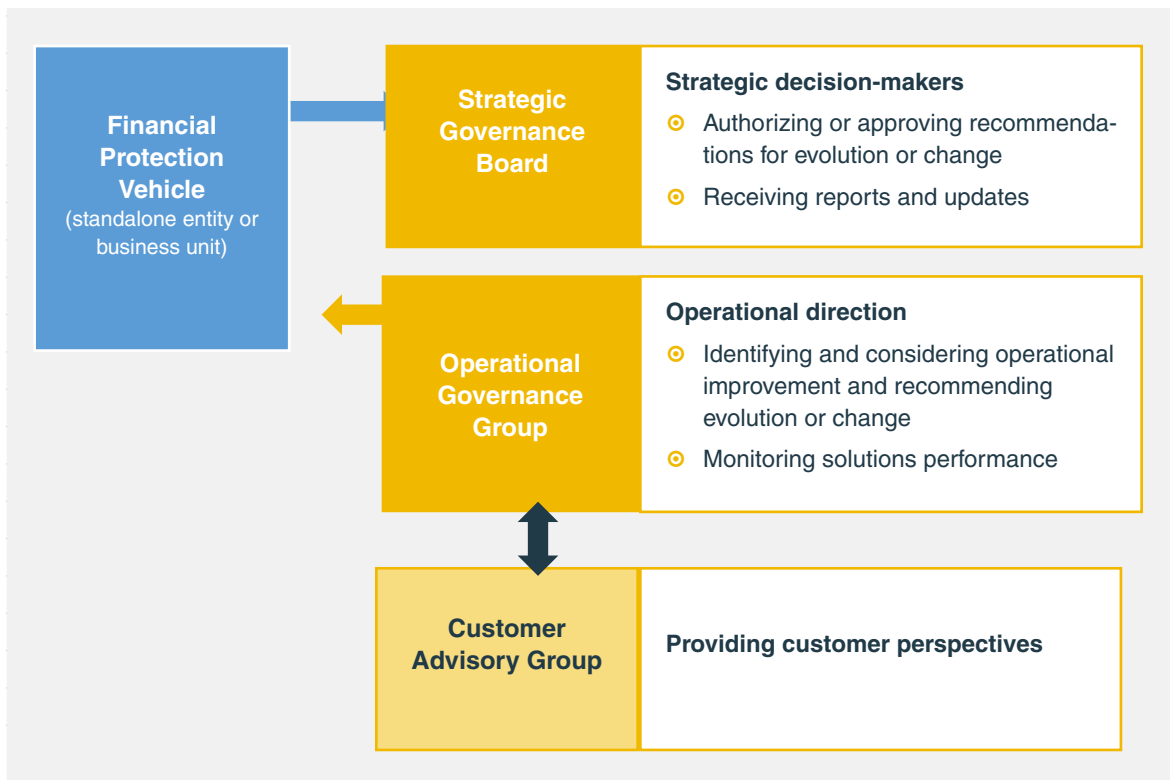 Financial
Protection
Vehicle
(standalone entity or
business unit)
Strategic
Governance
Board
Strategic decision-makers
Authorizing or approving recommenda-
tions for evolution or change
Receiving reports and updates
Operational
Governance
Group
Operational direction
Identifying and considering operational
improvement and recommending
evolution or change
Monitoring solutions performance
Customer
Advisory Group
Providing customer perspectives